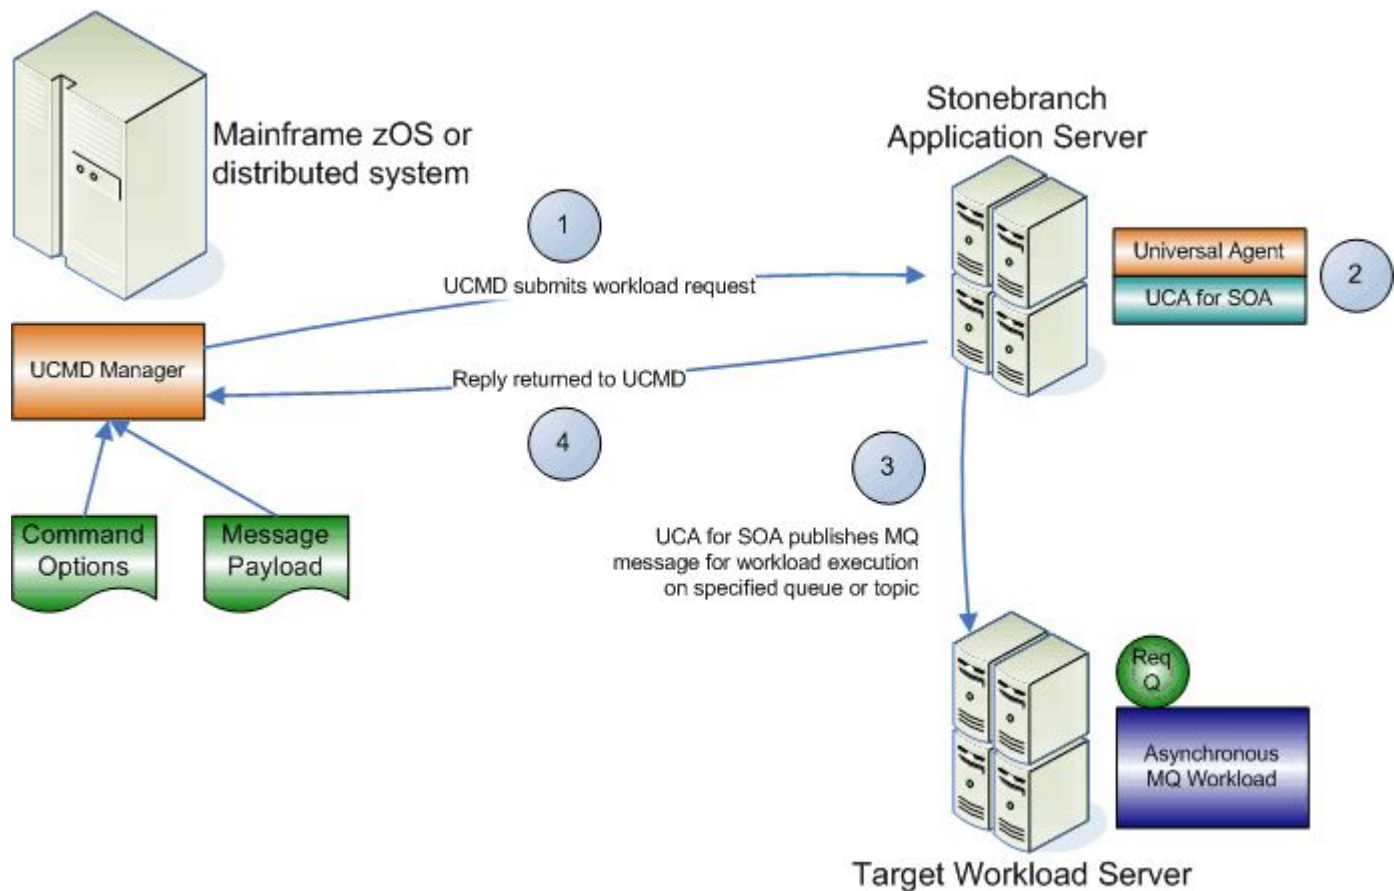 Mainframe zOS or
distributed system
Stonebranch
Application Server
1
UCMD submits workload request
Universal Agent
UCA for SOA
2
UCMD Manager
Reply returned to UCMD
4
3
Command
Options
Message
Payload
UCA for SOA publishes MQ
message for workload execution
on specified queue or topic
Req
Q
Asynchronous
MQ Workload
Target Workload Server